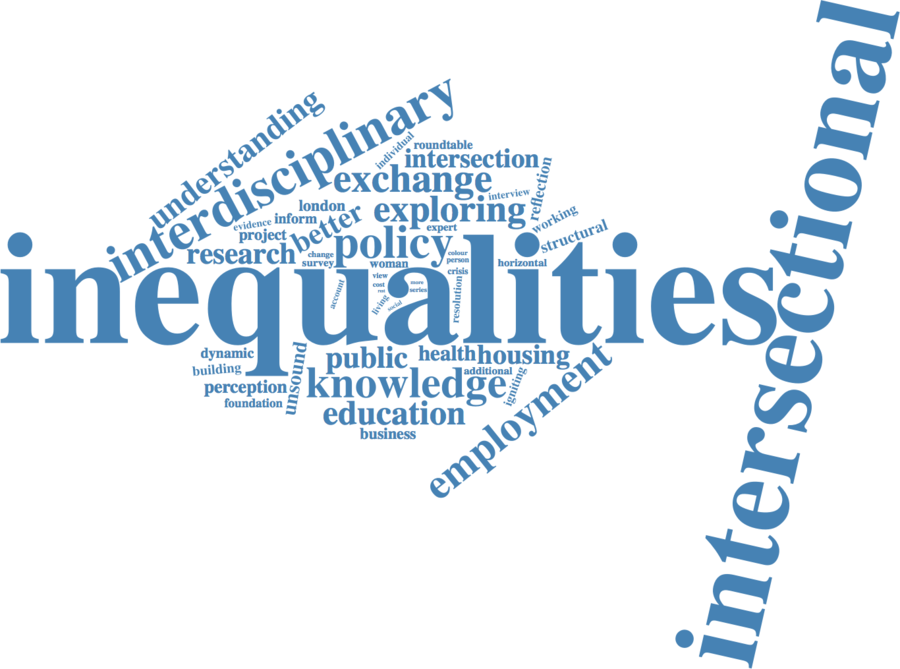 intersectional
understanding
interdisciplinary
individual
roundtable
intersection
exchange
interview
reflection
london
evidence
inform
better
exploring
expert
working
structural
project
research
policy
change
survey
woman
colour
person
horizontal
inequalities
view
cost
crisis
more
series
account
living
social
resolution
dynamic
building
perception
foundation
unsound
public
health
housing
additional
knowledge
igniting
education
employment
business